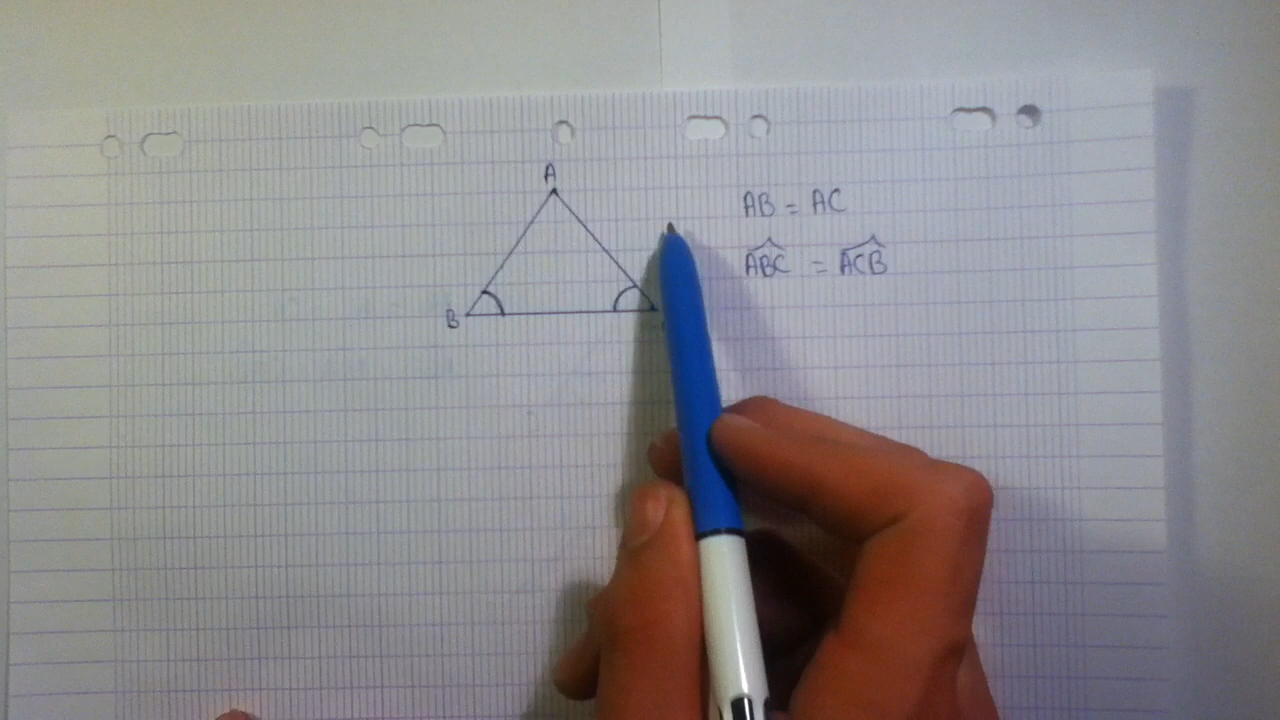 A
AB = AC
ABC = ACB
B